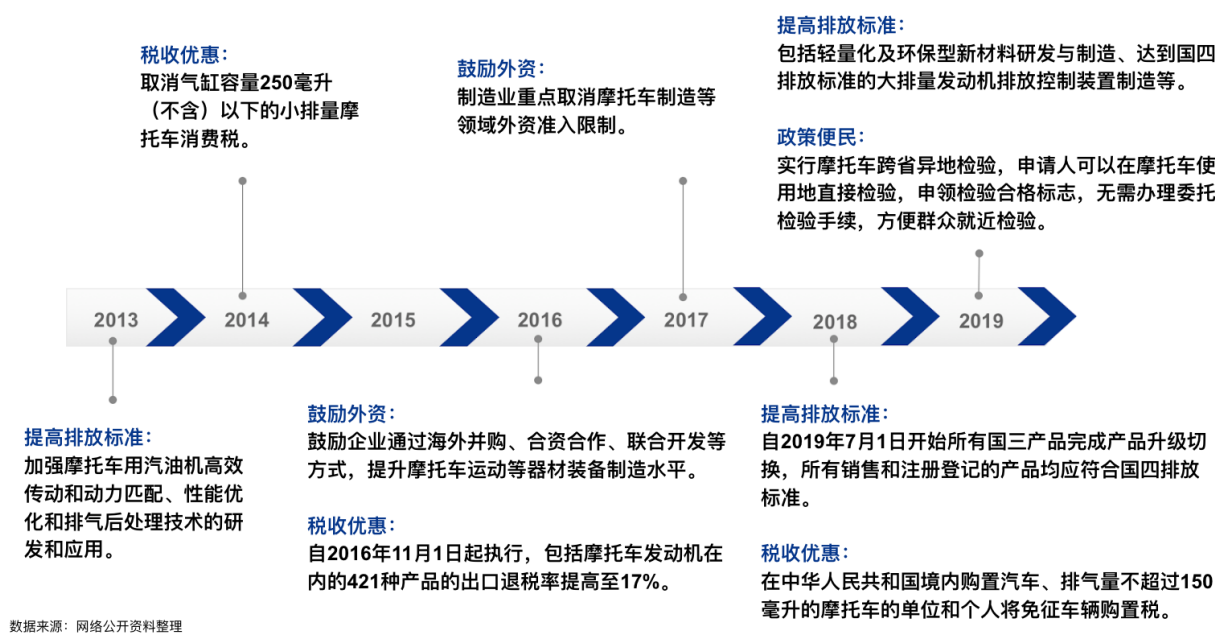 提高排放标准：
包括轻量化及环保型新材料研发与制造、达到国四
排放标准的大排量发动机排放控制装置制造等。
税收优惠：
取消气缸容量250毫升
（不含）以下的小排量摩
托车消费税。
鼓励外资：
制造业重点取消摩托车制造等
领域外资准入限制。
政策便民：
实行摩托车跨省异地检验，申请人可以在摩托车使
用地直接检验，申领检验合格标志，无需办理委托
检验手续，方便群众就近检验。
2013
2014
2015
2016
2017
2018
2019
提高排放标准：
加强摩托车用汽油机高效
传动和动力匹配、性能优
化和排气后处理技术的研
发和应用。
鼓励外资：
鼓励企业通过海外并购、合资合作、联合开发等
方式，提升摩托车运动等器材装备制造水平。
税收优惠：
自2016年11月1日起执行，包括摩托车发动机在
内的421种产品的出口退税率提高至17%。
提高排放标准：
自2019年7月1日开始所有国三产品完成产品升级切
换，所有销售和注册登记的产品均应符合国四排放
标准。
税收优惠：
在中华人民共和国境内购置汽车、排气量不超过150
毫升的摩托车的单位和个人将免征车辆购置税。
数据来源：网络公开资料整理